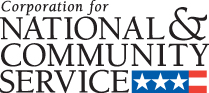 Corporation for
NATIONAL &
COMMUNITY
SERVICE